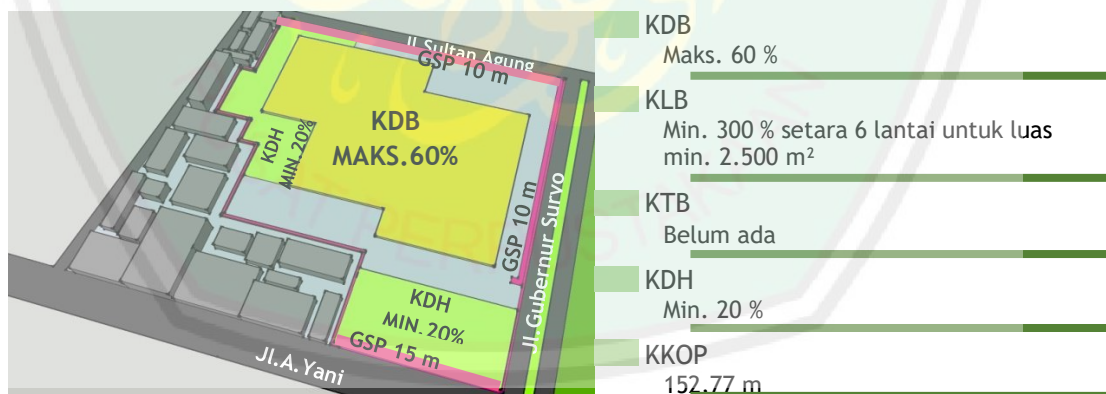 Jl.Sultan Agung
GSP 10 m
KDB
MAKS.60%
KDH
MIN.20%
GSP 10 m
Jl.Gubernur Suryo
KDH
MIN.20%
GSP 15 m
Jl.A.Yani
KDB
Maks. 60 %
KLB
Min. 300 % setara 6 lantai untuk luas
min. 2.500 m²
KTB
Belum ada
KDH
Min. 20 %
KKOP
152.77 m